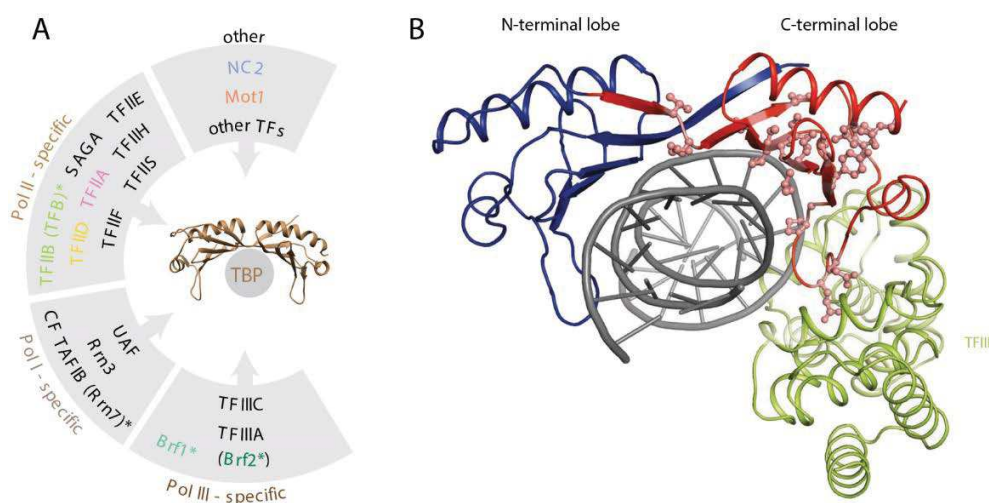 A
other
NC2
Mot1
other TFs
Pol II - specific
TFIIE
SAGA
TFIIH
TFIIA
TFIIS
TFIIB (TFB)*
TFIID
TFIIF
TBP
UAF
Rrn3
CF TAFIB (Rrn7)*
Pol I - specific
TFIIIC
TFIIIA
Brf1*
(Brf2*)
Pol III - specific
B
N-terminal lobe
C-terminal lobe